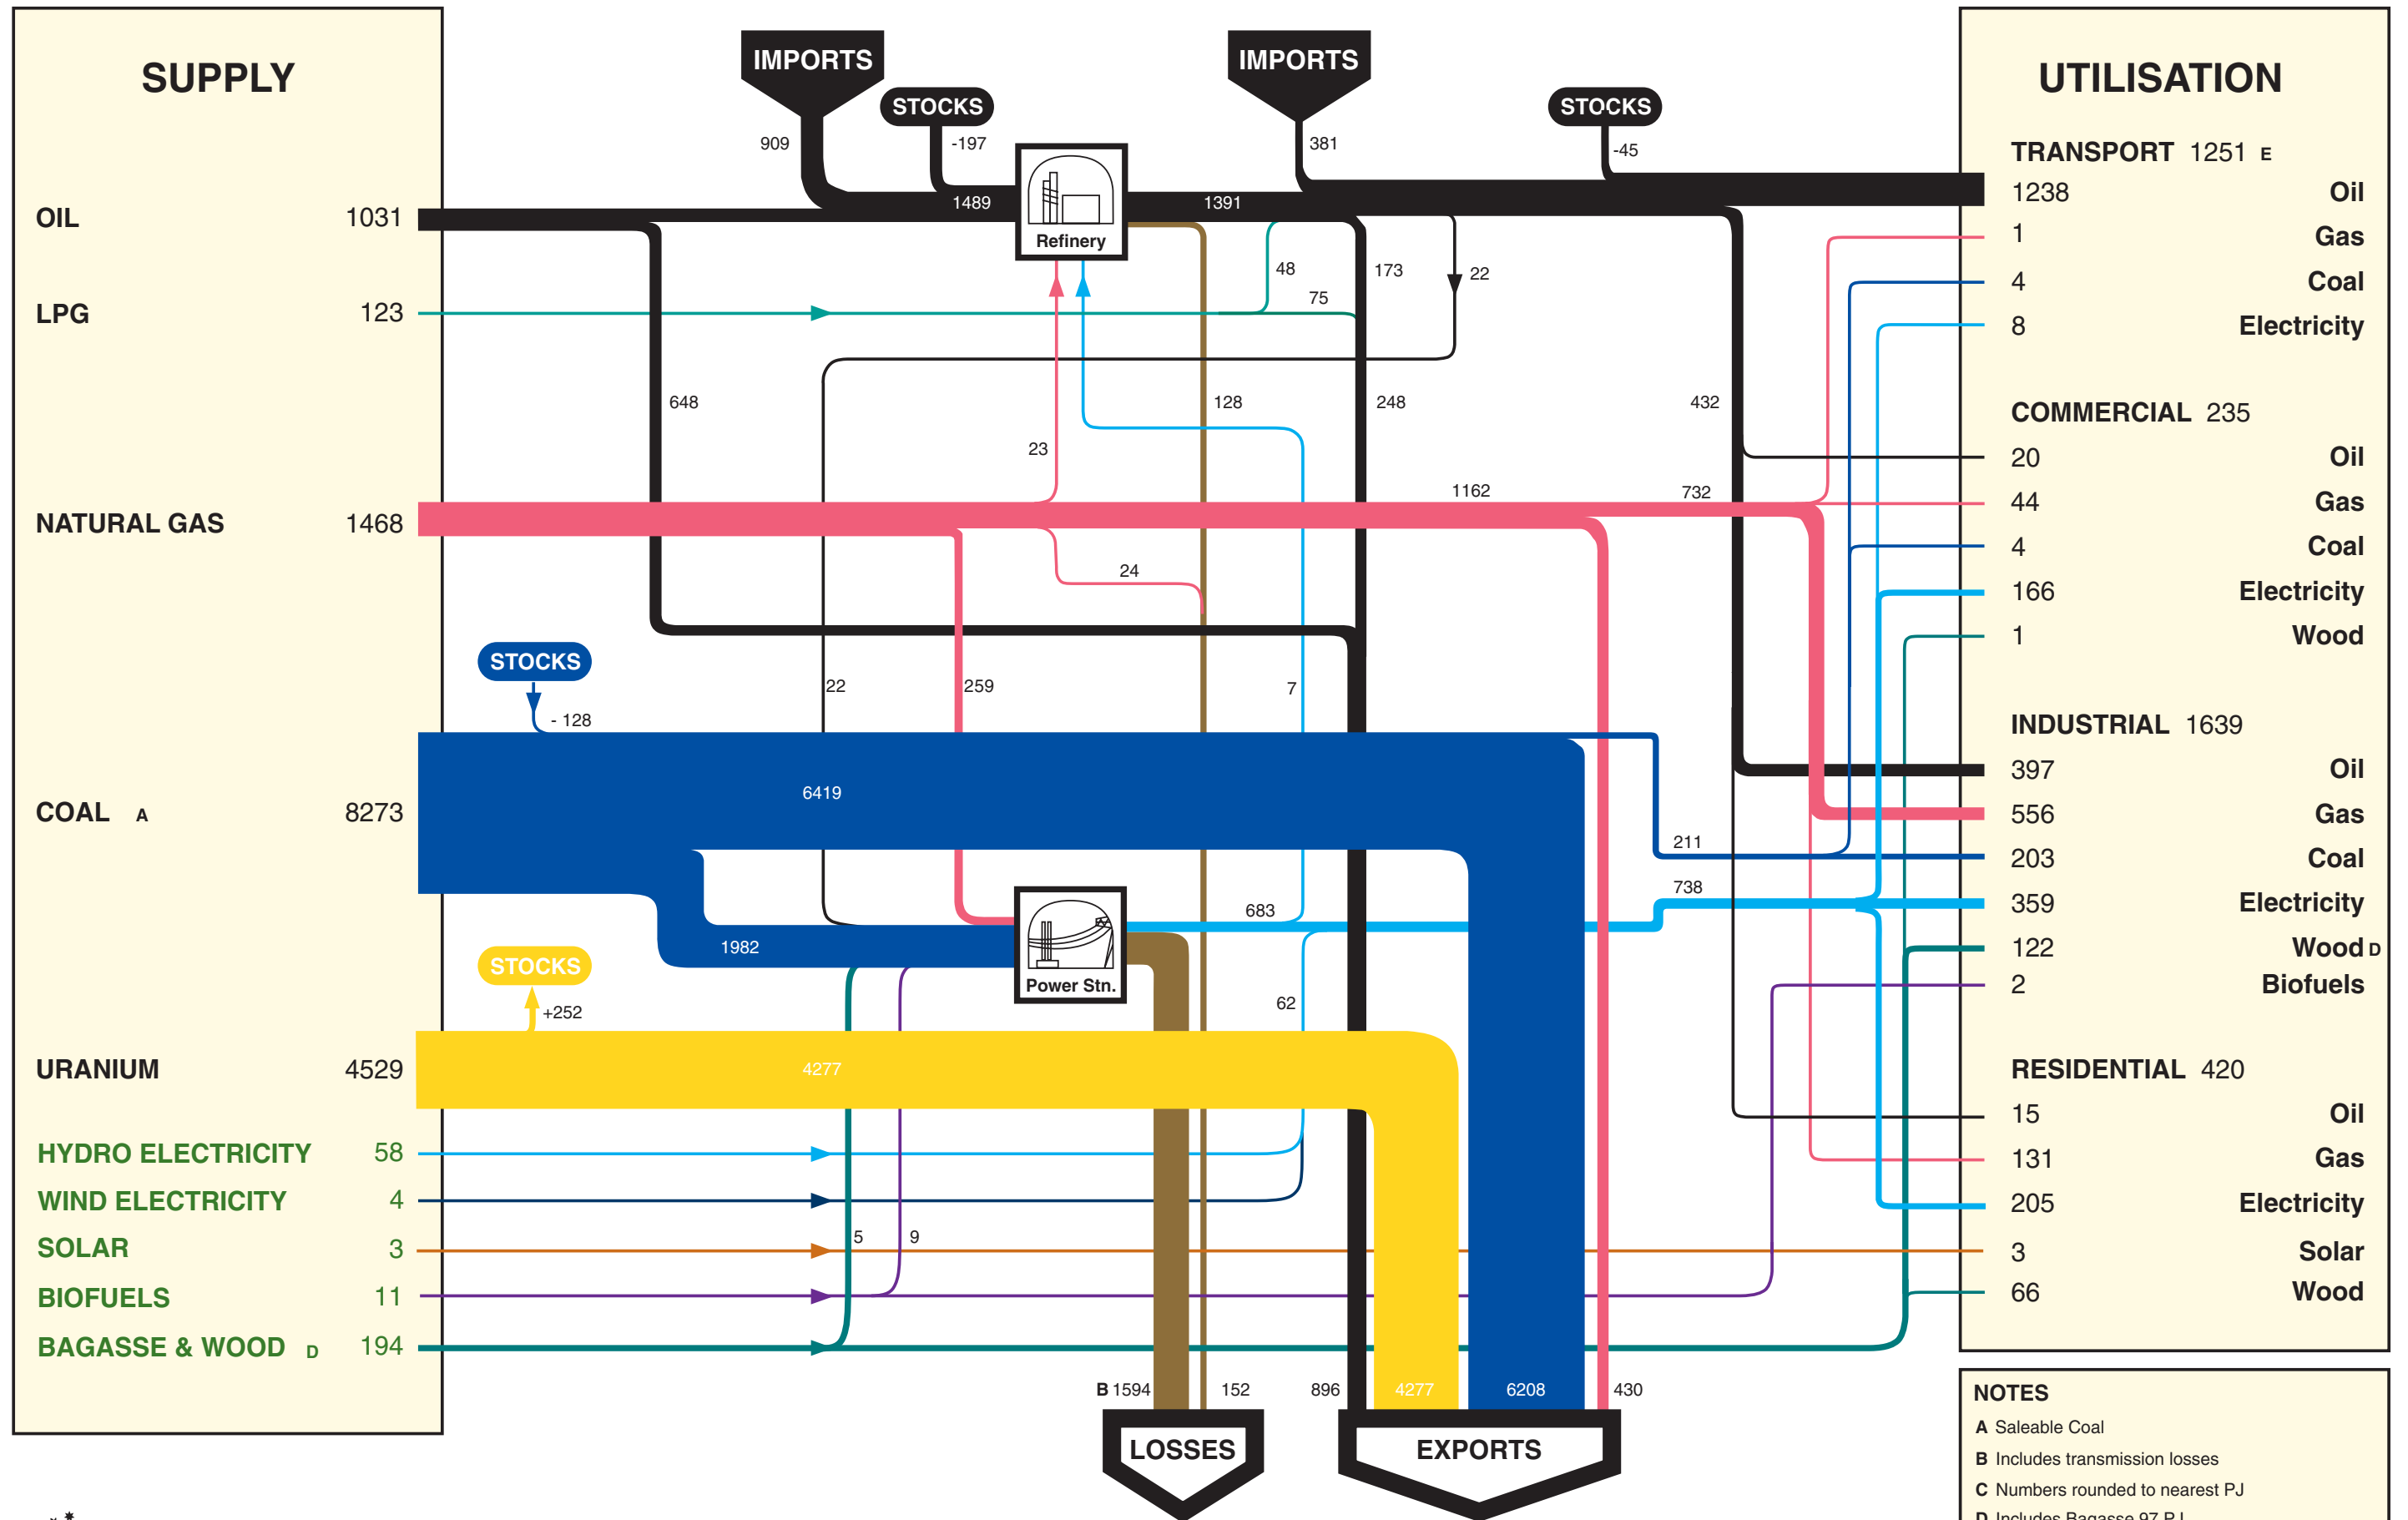 SUPPLY
OIL 1031
LPG 123
NATURAL GAS 1468
COAL A 8273
URANIUM 4529
HYDRO ELECTRICITY 58
WIND ELECTRICITY 4
SOLAR 3
BIOFUELS 11
BAGASSE & WOOD D 194
IMPORTS
STOCKS
IMPORTS
STOCKS
909
-197
381
-45
1489
1391
Refinery
48
173
22
75
648
128
248
432
23
1162
732
24
STOCKS
- 128
22
259
7
6419
211
738
683
1982
Power Stn.
STOCKS
+252
62
4277
5
9
B 1594
152
896
4277
6208
430
LOSSES
EXPORTS
UTILISATION
TRANSPORT 1251 E
1238 Oil
1 Gas
4 Coal
8 Electricity
COMMERCIAL 235
20 Oil
44 Gas
4 Coal
166 Electricity
1 Wood
INDUSTRIAL 1639
397 Oil
556 Gas
203 Coal
359 Electricity
122 Wood D
2 Biofuels
RESIDENTIAL 420
15 Oil
131 Gas
205 Electricity
3 Solar
66 Wood
NOTES
A Saleable Coal
B Includes transmission losses
C Numbers rounded to nearest PJ
D Includes Bagasse 97 PJ